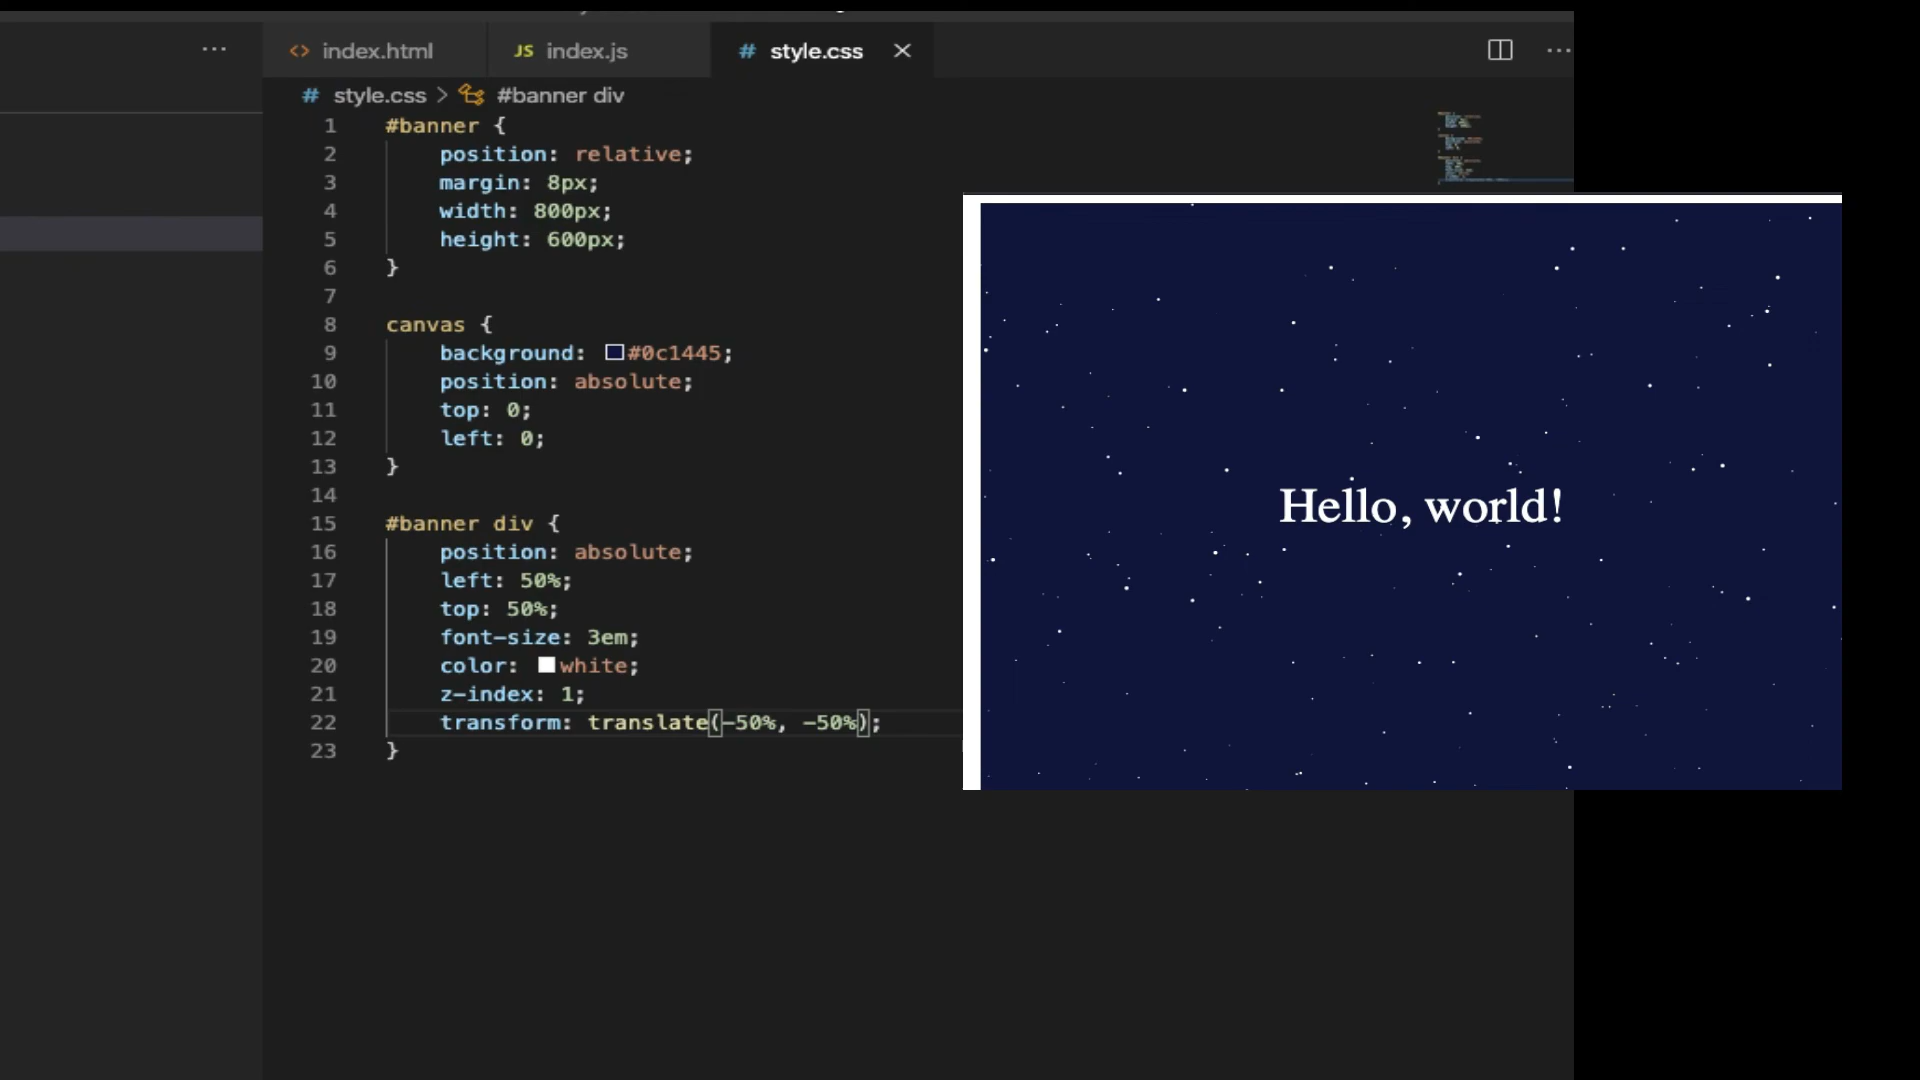 index.html
JS index.js
# style.css
# style.css > #banner div
1 #banner {
2 position: relative;
3 margin: 8px;
4 width: 800px;
5 height: 600px;
6 }
7
8 canvas {
9 background: #0c1445;
10 position: absolute;
11 top: 0;
12 left: 0;
13 }
14
15 #banner div {
16 position: absolute;
17 left: 50%;
18 top: 50%;
19 font-size: 3em;
20 color: white;
21 z-index: 1;
22 transform: translate(-50%, -50%);
23 }
Hello, world!